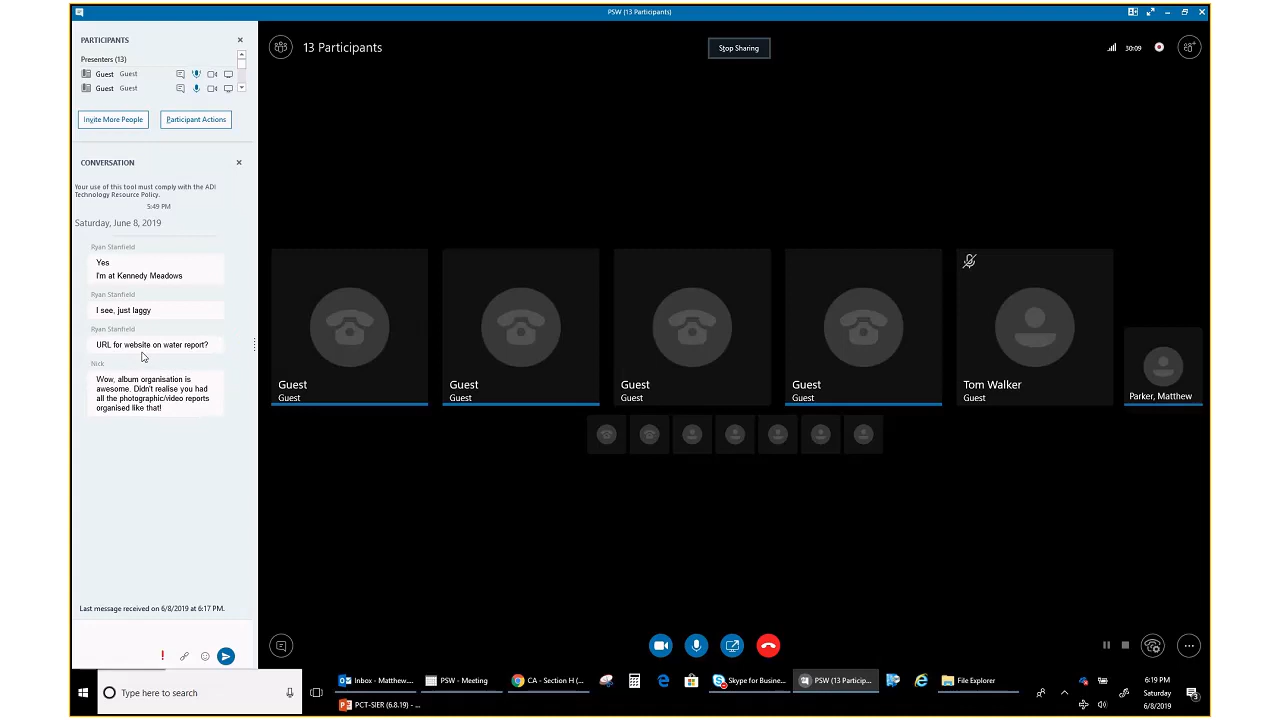 PSW (13 Participants)
PARTICIPANTS
Presenters (13)
Guest Guest
Guest Guest
Invite More People
Participant Actions
CONVERSATION
Your use of this tool must comply with the ADI
Technology Resource Policy.
5:49 PM
Saturday, June 8, 2019
Ryan Stanfield
Yes
I'm at Kennedy Meadows
Ryan Stanfield
I see, just laggy
Ryan Stanfield
URL for website on water report?
Nick
Wow, album organisation is
awesome. Didn't realise you had
all the photographic/video reports
organised like that!
Last message received on 6/8/2019 at 6:17 PM.
13 Participants
Stop Sharing
30:09
Guest
Guest
Guest
Guest
Guest
Guest
Guest
Guest
Tom Walker
Guest
Parker, Matthew
Type here to search
Inbox - Matthew....
PSW - Meeting
CA - Section H (...
Skype for Busine...
PSW (13 Particip...
File Explorer
PCT-SIER (6.8.19) - ...
6:19 PM
Saturday
6/8/2019
3